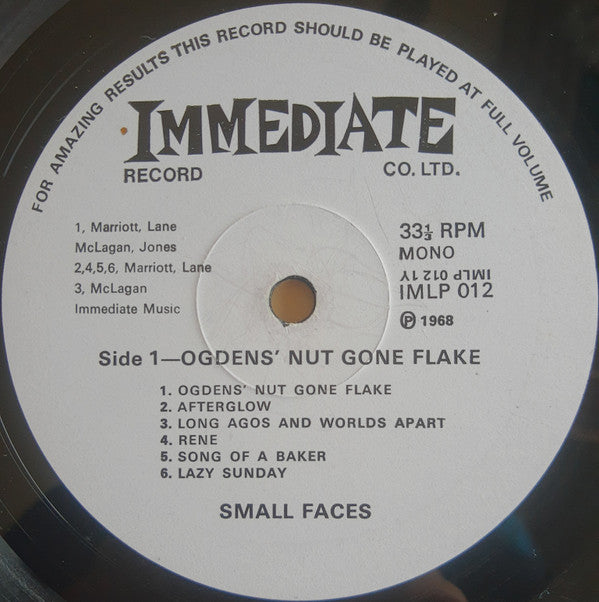 FOR AMAZING RESULTS THIS RECORD SHOULD BE PLAYED AT FULL VOLUME
IMMEDIATE
RECORD CO. LTD.
1, Marriott, Lane
McLagan, Jones
2,4,5,6, Marriott, Lane
3, McLagan
Immediate Music
33⅓ RPM
MONO
IMLP 012 1Y
IMLP 012
Ⓟ 1968
Side 1—OGDENS' NUT GONE FLAKE
1. OGDENS' NUT GONE FLAKE
2. AFTERGLOW
3. LONG AGOS AND WORLDS APART
4. RENE
5. SONG OF A BAKER
6. LAZY SUNDAY
SMALL FACES